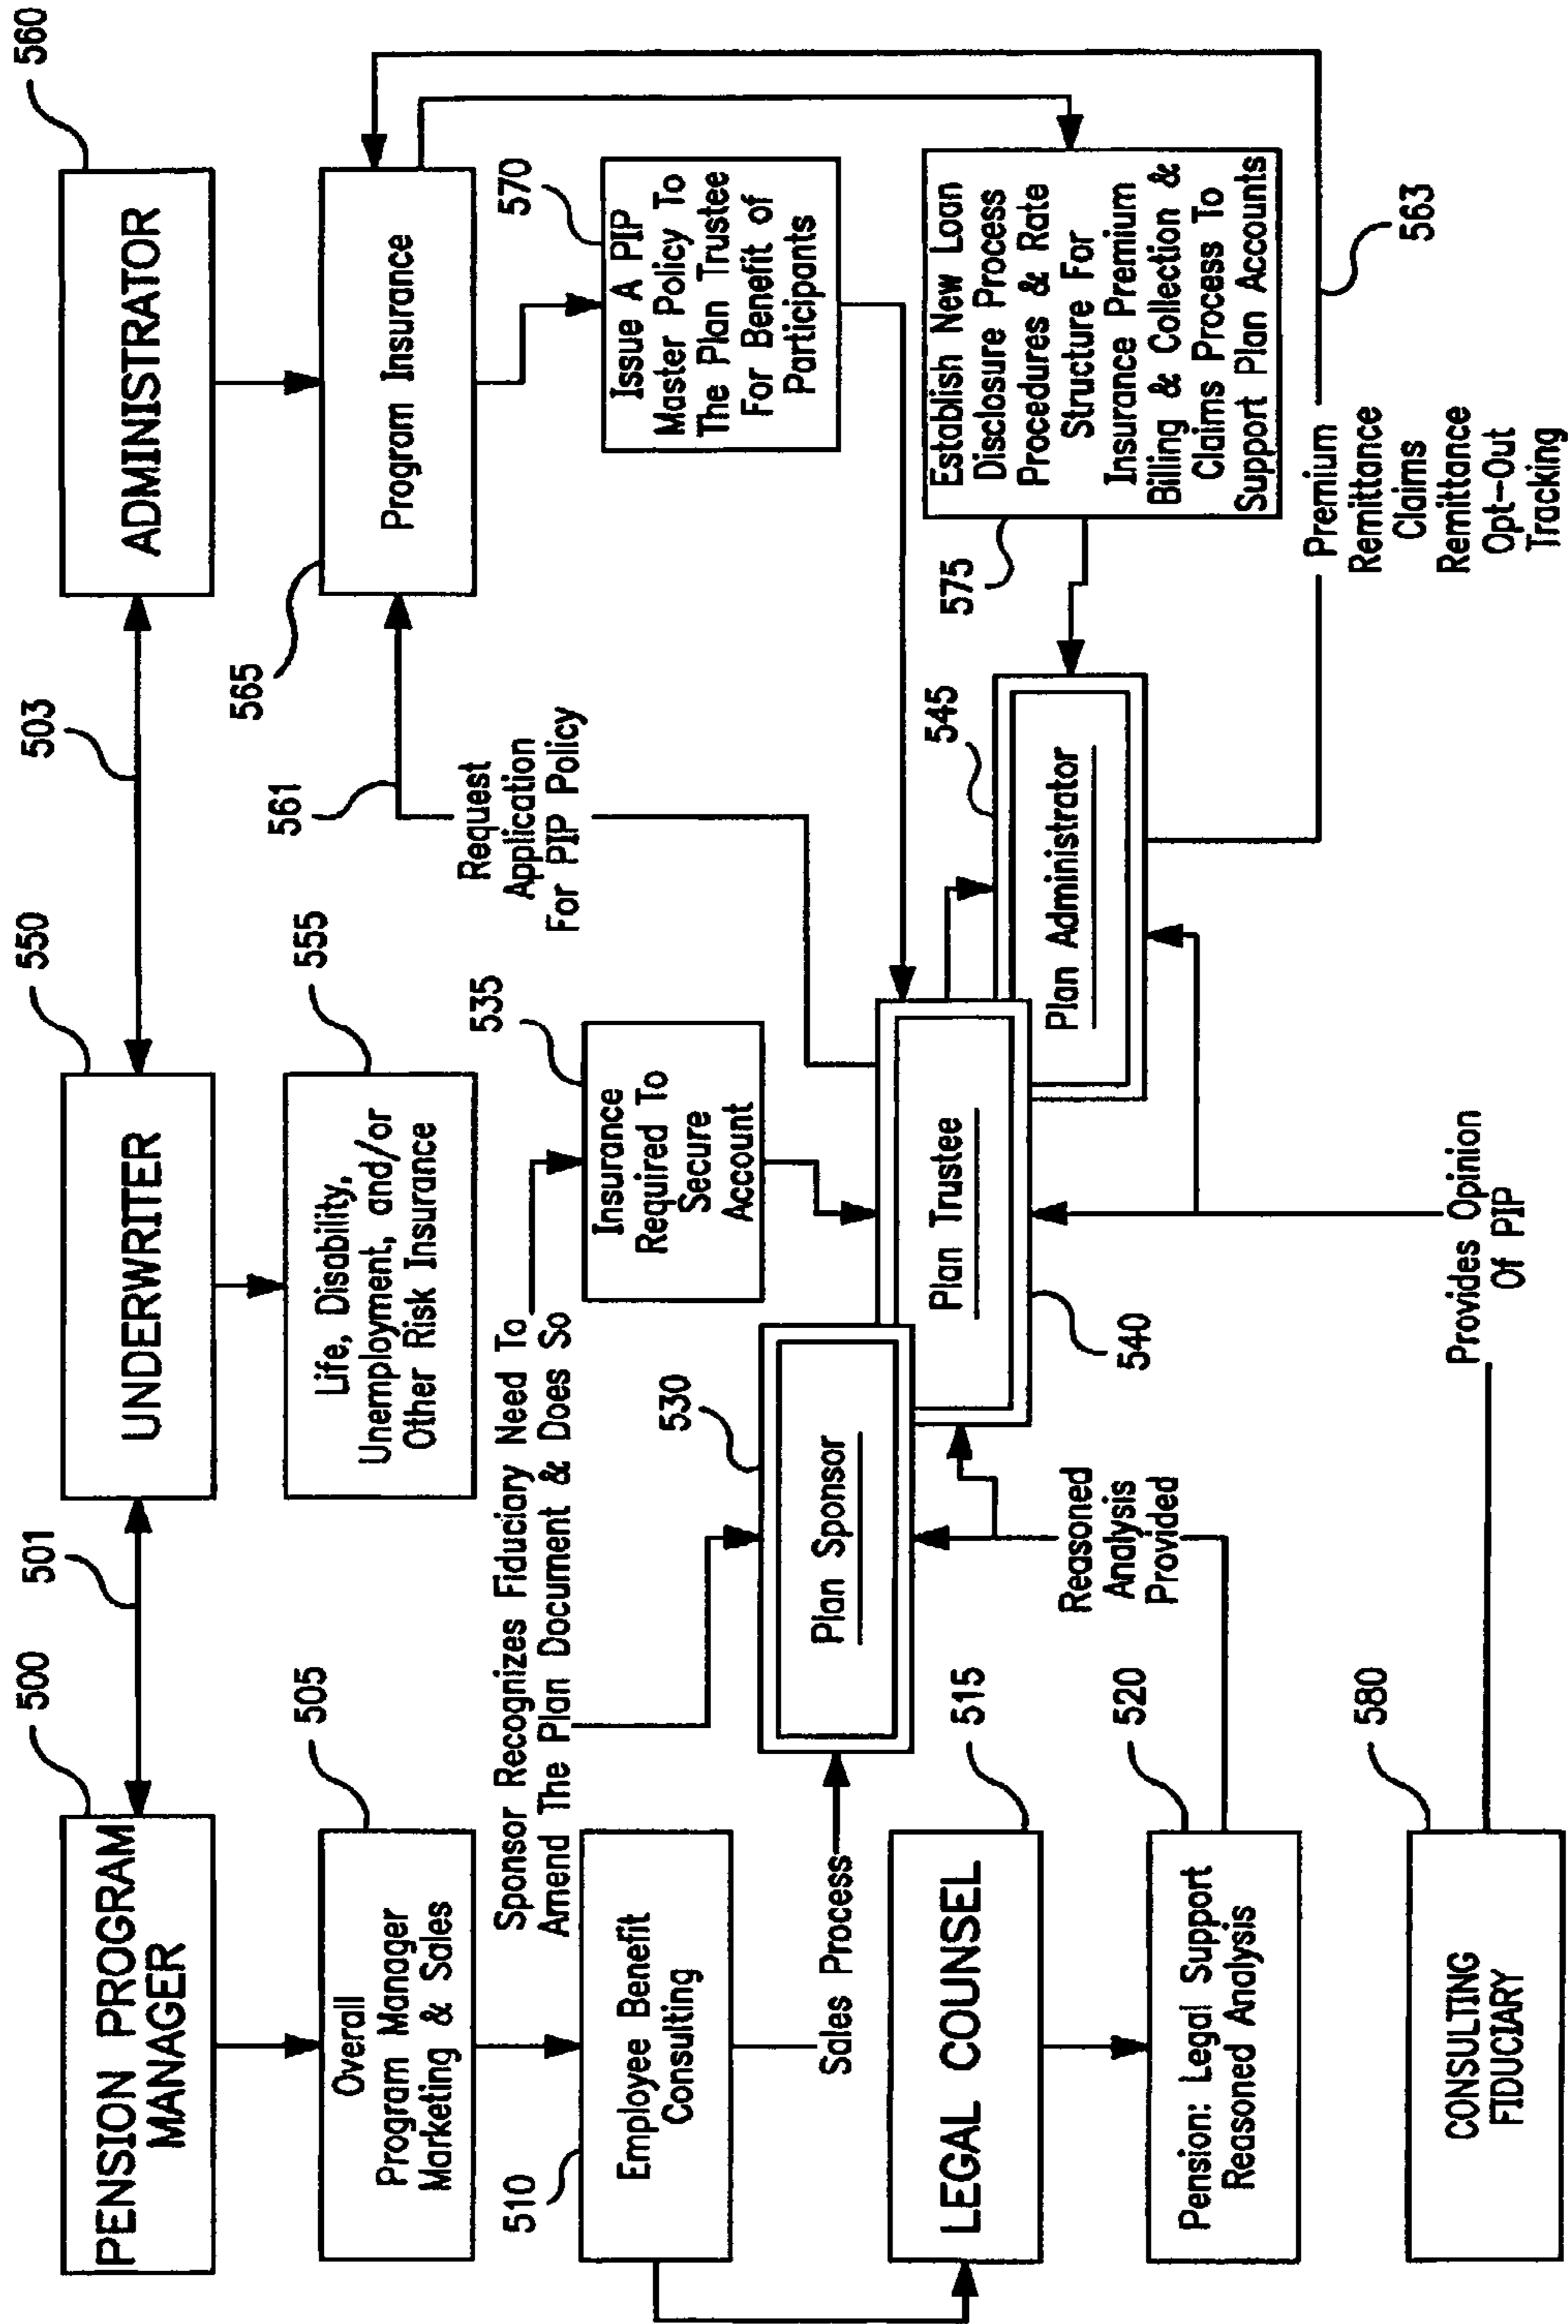 500
PENSION PROGRAM
MANAGER
501
550
UNDERWRITER
503
560
ADMINISTRATOR
505
Overall
Program Manager
Marketing & Sales
555
Life, Disability,
Unemployment, and/or
Other Risk Insurance
561
565
Program Insurance
Request
Application
For PIP Policy
Sponsor Recognizes Fiduciary Need To
Amend The Plan Document & Does So
510
Employee Benefit
Consulting
535
Insurance
Required To
Secure
Account
570
Issue A PIP
Master Policy To
The Plan Trustee
For Benefit of
Participants
Sales Process
530
Plan Sponsor
Plan Trustee
540
545
Plan Administrator
575
Establish New Loan
Disclosure Process
Procedures & Rate
Structure For
Insurance Premium
Billing & Collection &
Claims Process To
Support Plan Accounts
515
LEGAL COUNSEL
Reasoned
Analysis
Provided
520
Pension: Legal Support
Reasoned Analysis
Premium
Remittance
Claims
Remittance
Opt-Out
Tracking
563
580
CONSULTING
FIDUCIARY
Provides Opinion
Of PIP